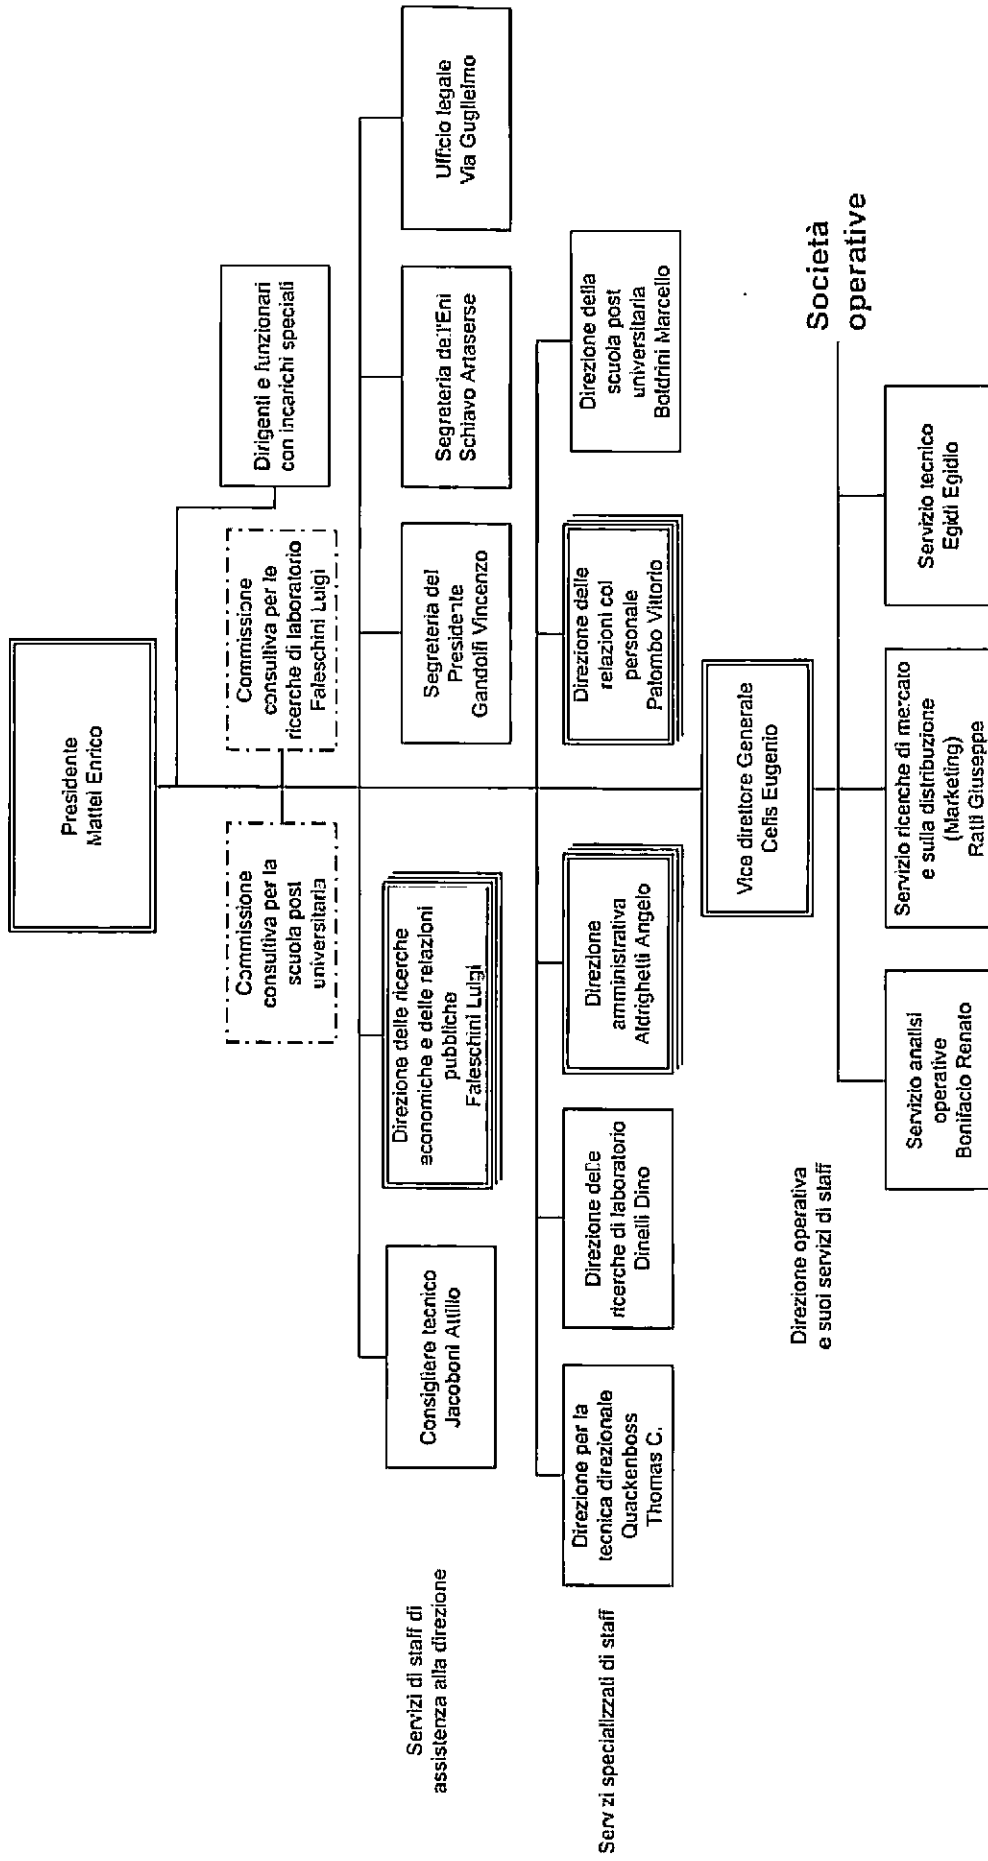 Presidente
Mattei Enrico
Commissione
consultiva per la
scuola post
universitaria
Commissione
consultiva per le
ricerche di laboratorio
Faleschini Luigi
Dirigenti e funzionari
con incarichi speciali
Servizi di staff di
assistenza alla direzione
Consigliere tecnico
Jacoboni Attilio
Direzione delle ricerche
economiche e delle relazioni
pubbliche
Faleschini Luigi
Segreteria del
Presidente
Gandolfi Vincenzo
Segreteria dell'Eni
Schiavo Artaserse
Ufficio legale
Via Guglielmo
Servizi specializzati di staff
Direzione per la
tecnica direzionale
Quackenboss
Thomas C.
Direzione delle
ricerche di laboratorio
Dinelli Dino
Direzione
amministrativa
Aldrighetti Angelo
Direzione delle
relazioni col
personale
Palombo Vittorio
Direzione della
scuola post
universitaria
Boldrini Marcello
Vice direttore Generale
Cefis Eugenio
Direzione operativa
e suoi servizi di staff
Società
operative
Servizio analisi
operative
Bonifacio Renato
Servizio ricerche di mercato
e sulla distribuzione
(Marketing)
Ratti Giuseppe
Servizio tecnico
Egidi Egidio